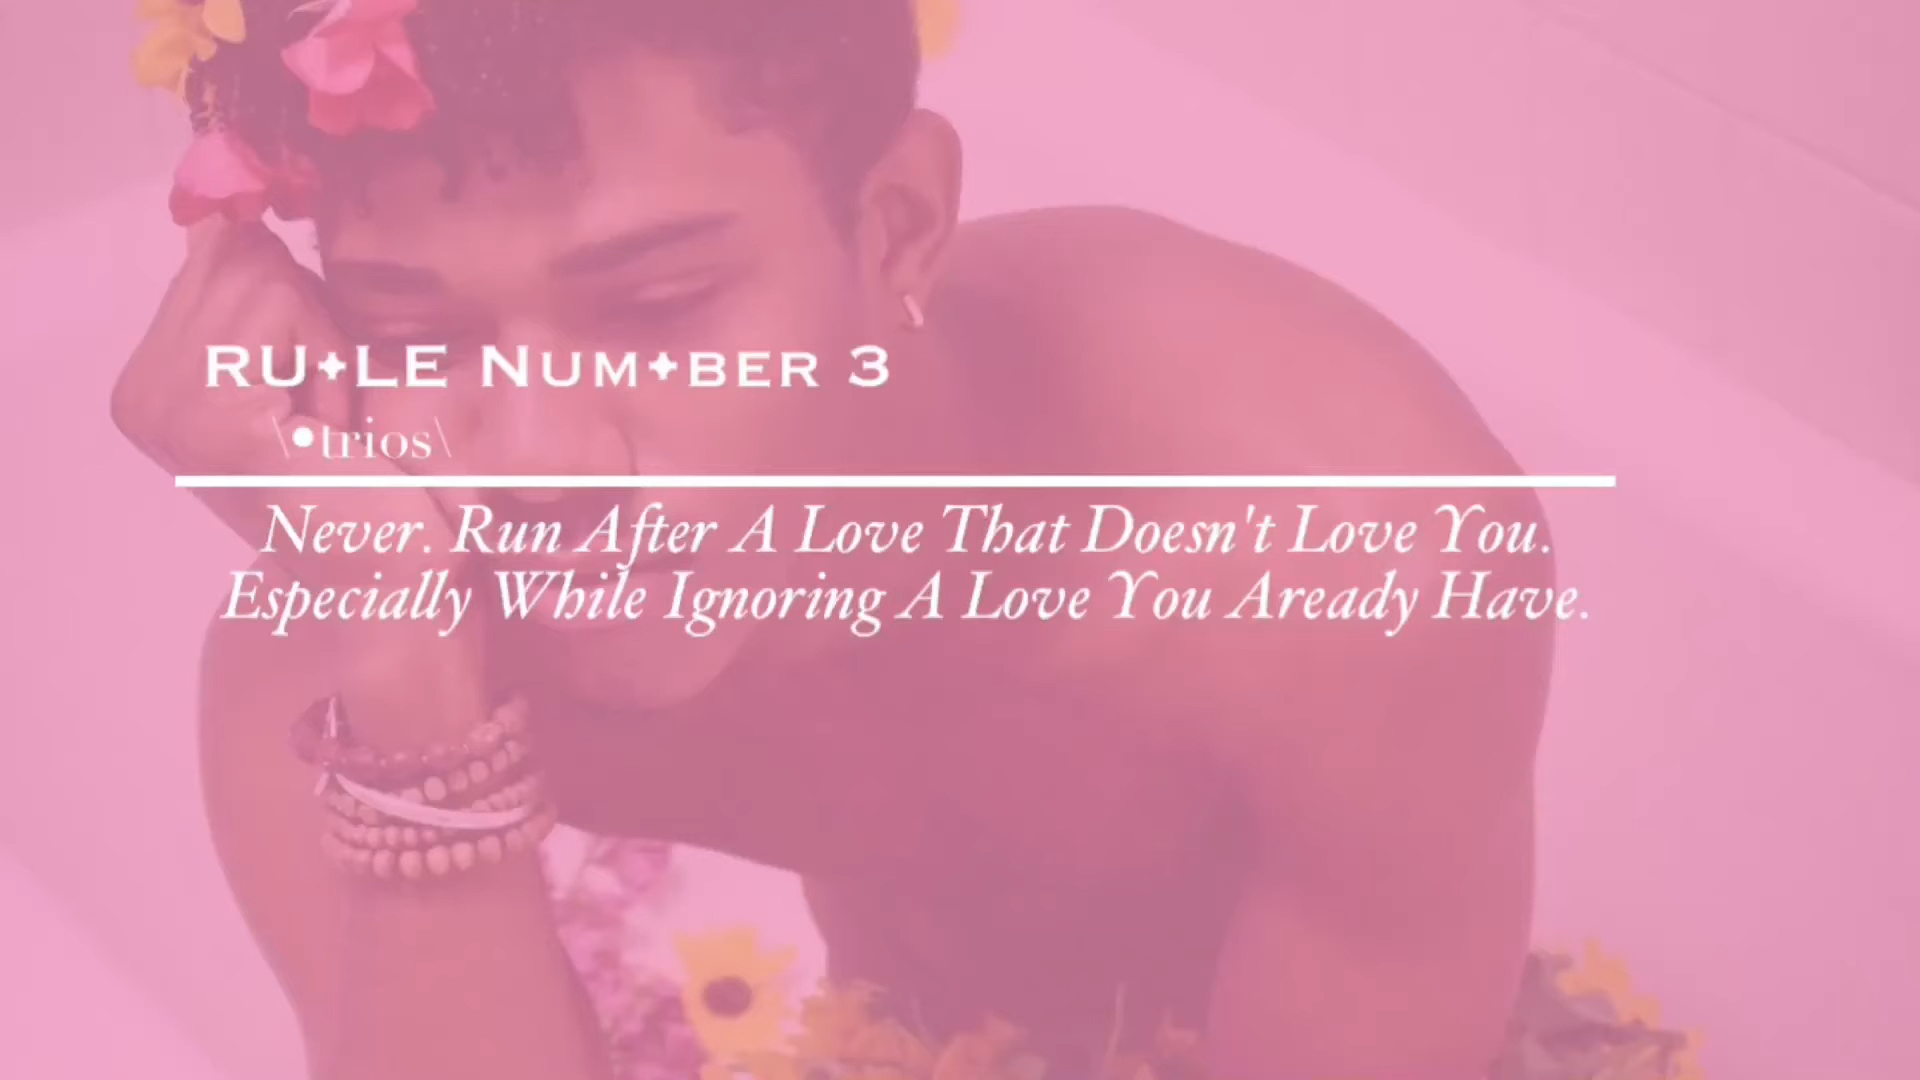 RU✦LE NUM✦BER 3
\•trios\
Never. Run After A Love That Doesn't Love You.
Especially While Ignoring A Love You Aready Have.